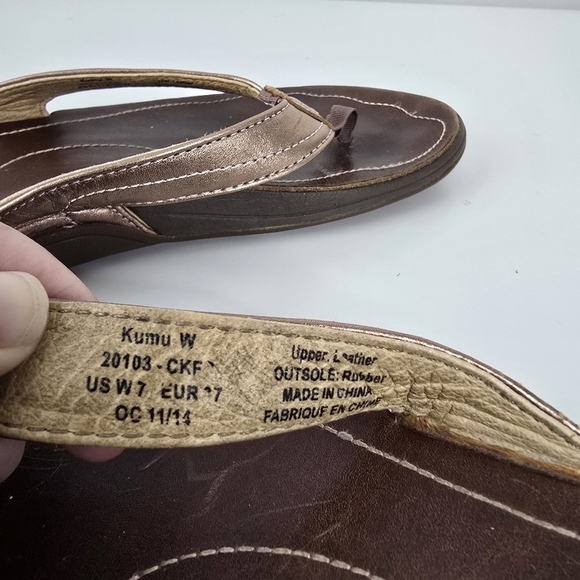 Kumu W
20103 - CKF
US W 7 EUR
OC 11/14
Upper: Leather
OUTSOLE: Rubber
MADE IN CHINA
FABRIQUE EN CHINE